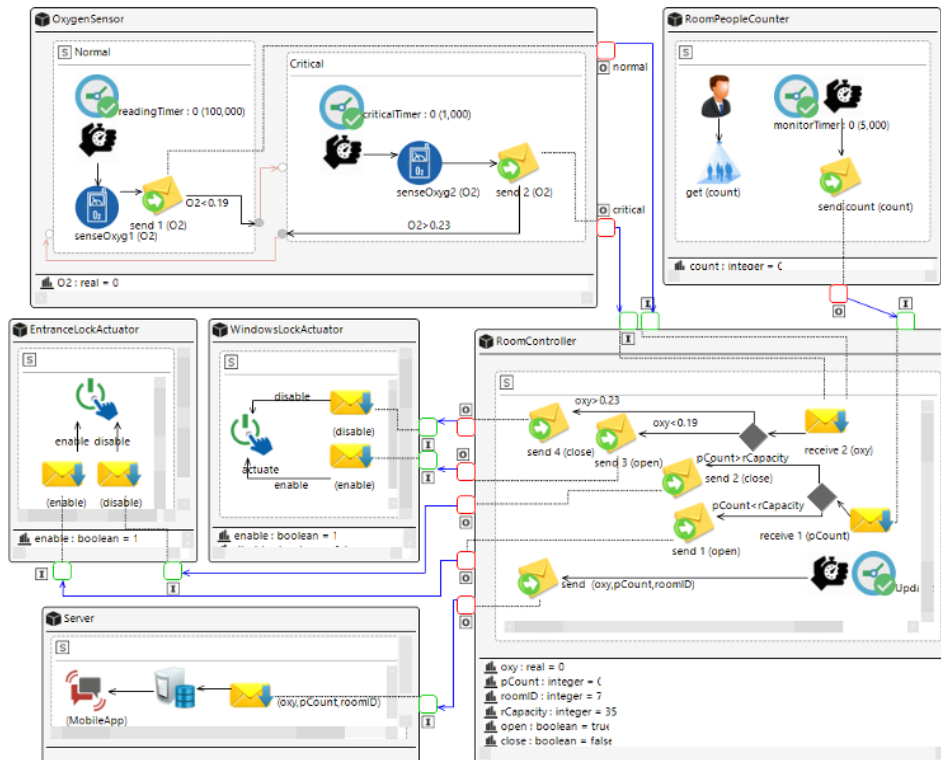 OxygenSensor
S Normal
readingTimer : 0 (100,000)
senseOxyg1 (O2)
send 1 (O2)
O2<0.19
Critical
criticalTimer : 0 (1,000)
senseOxyg2 (O2)
send 2 (O2)
O2>0.23
O normal
O critical
O2 : real = 0
RoomPeopleCounter
S
get (count)
monitorTimer : 0 (5,000)
send count (count)
count : integer = 0
O
I
I
I
EntranceLockActuator
S
enable
disable
(enable)
(disable)
enable : boolean = 1
I
I
WindowsLockActuator
S
disable
(disable)
actuate
enable
(enable)
enable : boolean = 1
I
I
O
O
O
O
O
RoomController
S
oxy>0.23
oxy<0.19
send 4 (close)
send 3 (open)
receive 2 (oxy)
pCount>rCapacity
send 2 (close)
pCount<rCapacity
send 1 (open)
receive 1 (pCount)
send (oxy,pCount,roomID)
oxy : real = 0
pCount : integer = 0
roomID : integer = 7
rCapacity : integer = 35
open : boolean = true
close : boolean = false
Server
S
(MobileApp)
(oxy,pCount,roomID)
I